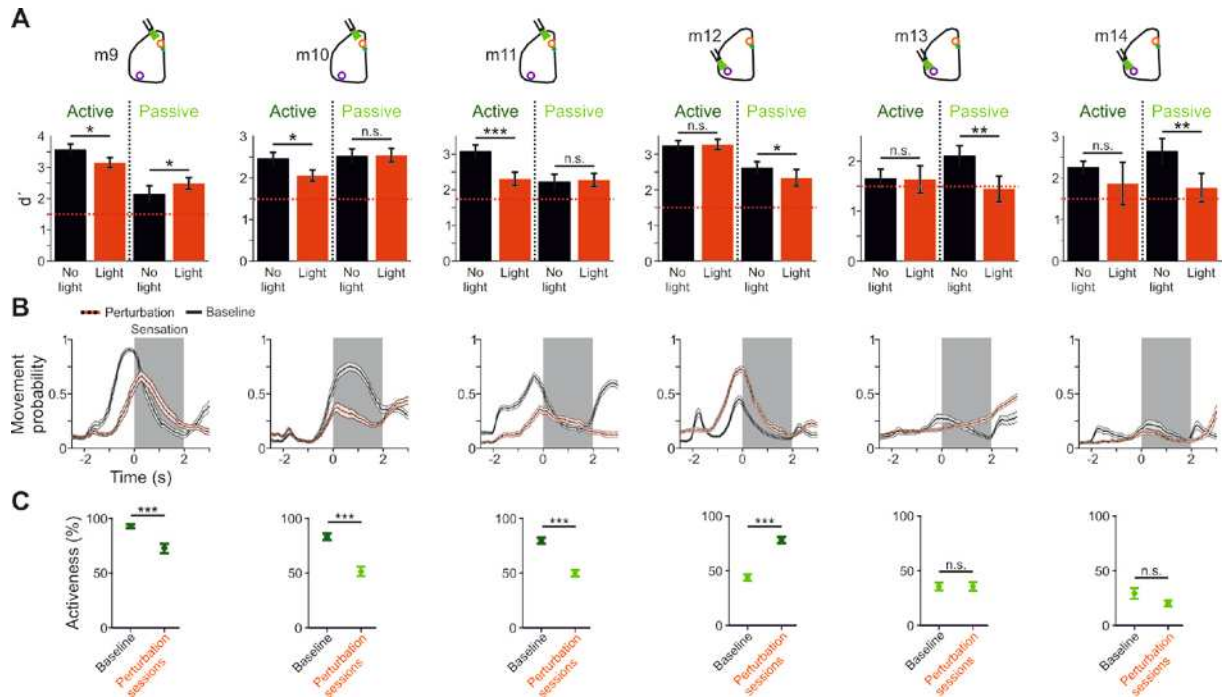 A
m9 m10 m11 m12 m13 m14
Active Passive Active Passive Active Passive Active Passive Active Passive Active Passive
* * * n.s. *** n.s. n.s. * n.s. ** n.s. **
d'
4 3 2 1 0
3 2 1 0
3 2 1 0
3 2 1 0
2 1 0
3 2 1 0
No light Light No light Light No light Light No light Light No light Light No light Light No light Light No light Light No light Light No light Light No light Light No light Light
B
Perturbation Baseline
Sensation
Movement probability
1 0.5 0
1 0.5 0
1 0.5 0
1 0.5 0
1 0.5 0
1 0.5 0
-2 0 2 -2 0 2 -2 0 2 -2 0 2 -2 0 2 -2 0 2
Time (s)
C
*** *** *** *** n.s. n.s.
Activeness (%)
100 50 0
100 50 0
100 50 0
100 50 0
100 50 0
100 50 0
Baseline Perturbation sessions Baseline Perturbation sessions Baseline Perturbation sessions Baseline Perturbation sessions Baseline Perturbation sessions Baseline Perturbation sessions